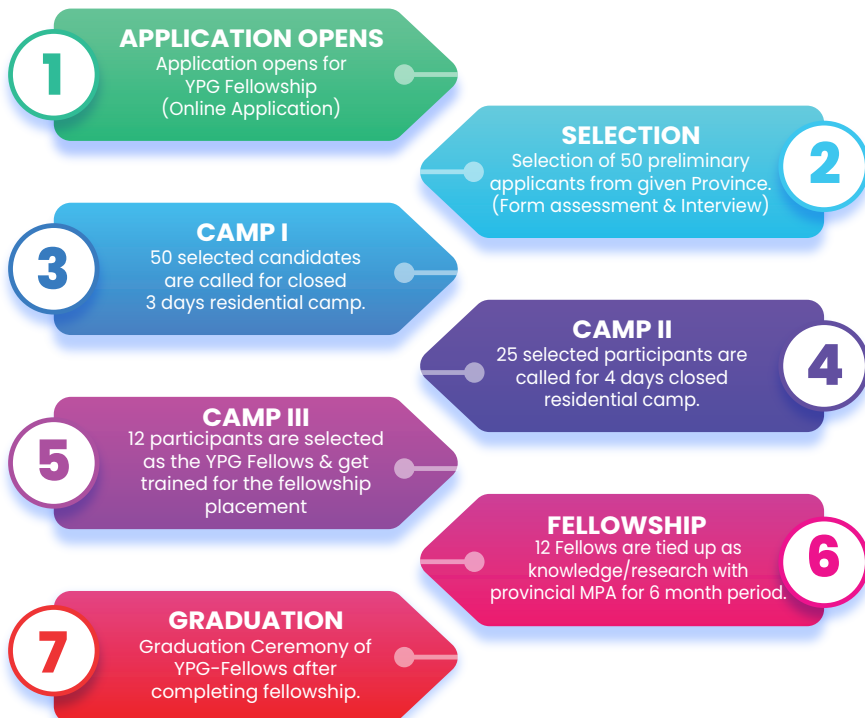 1
APPLICATION OPENS
Application opens for
YPG Fellowship
(Online Application)
2
SELECTION
Selection of 50 preliminary
applicants from given Province.
(Form assessment & Interview)
3
CAMP I
50 selected candidates
are called for closed
3 days residential camp.
4
CAMP II
25 selected participants are
called for 4 days closed
residential camp.
5
CAMP III
12 participants are selected
as the YPG Fellows & get
trained for the fellowship
placement
6
FELLOWSHIP
12 Fellows are tied up as
knowledge/research with
provincial MPA for 6 month period.
7
GRADUATION
Graduation Ceremony of
YPG-Fellows after
completing fellowship.